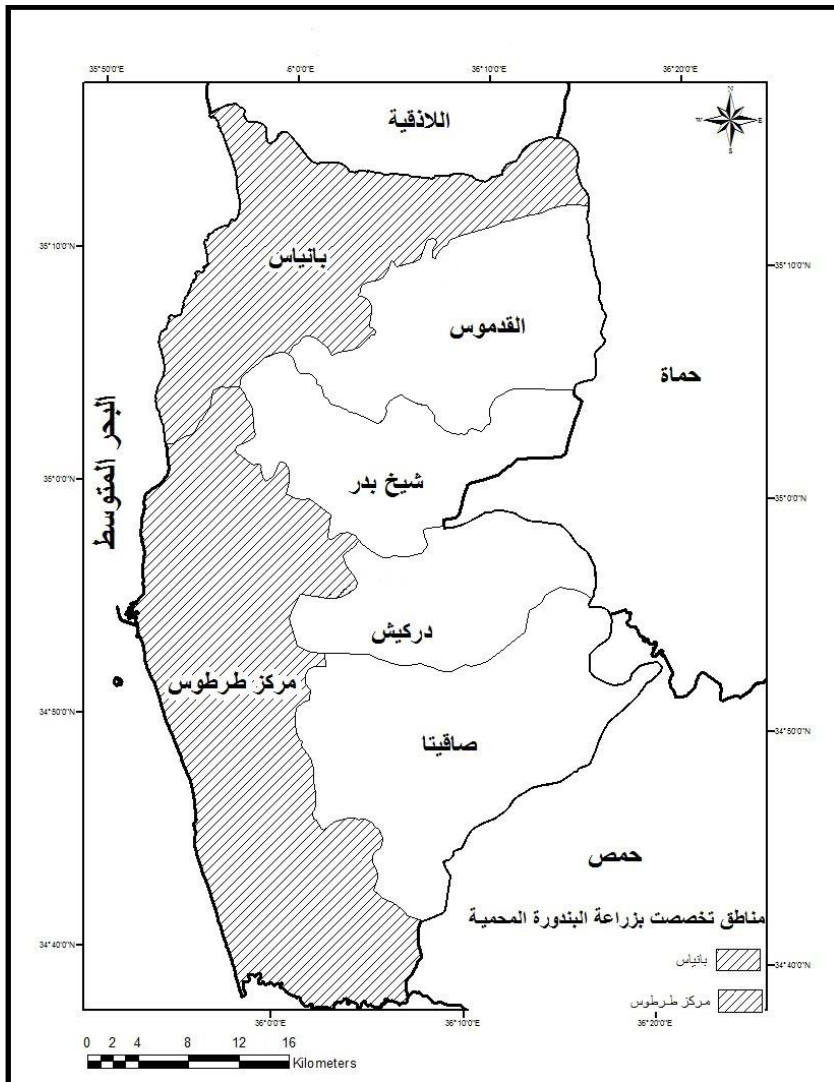 35°50'0"E
36°0'0"E
36°10'0"E
36°20'0"E
N
W
E
S
اللاذقية
35°10'0"N
35°10'0"N
بانياس
القدموس
حماة
البحر المتوسط
35°0'0"N
35°0'0"N
شيخ بدر
دركيش
مركز طرطوس
34°50'0"N
34°50'0"N
صاقيتا
حمص
مناطق تخصصت بزراعة البندورة المحمية
بانياس
مركز طرطوس
34°40'0"N
34°40'0"N
36°0'0"E
36°10'0"E
36°20'0"E
0 2 4 8 12 16
Kilometers